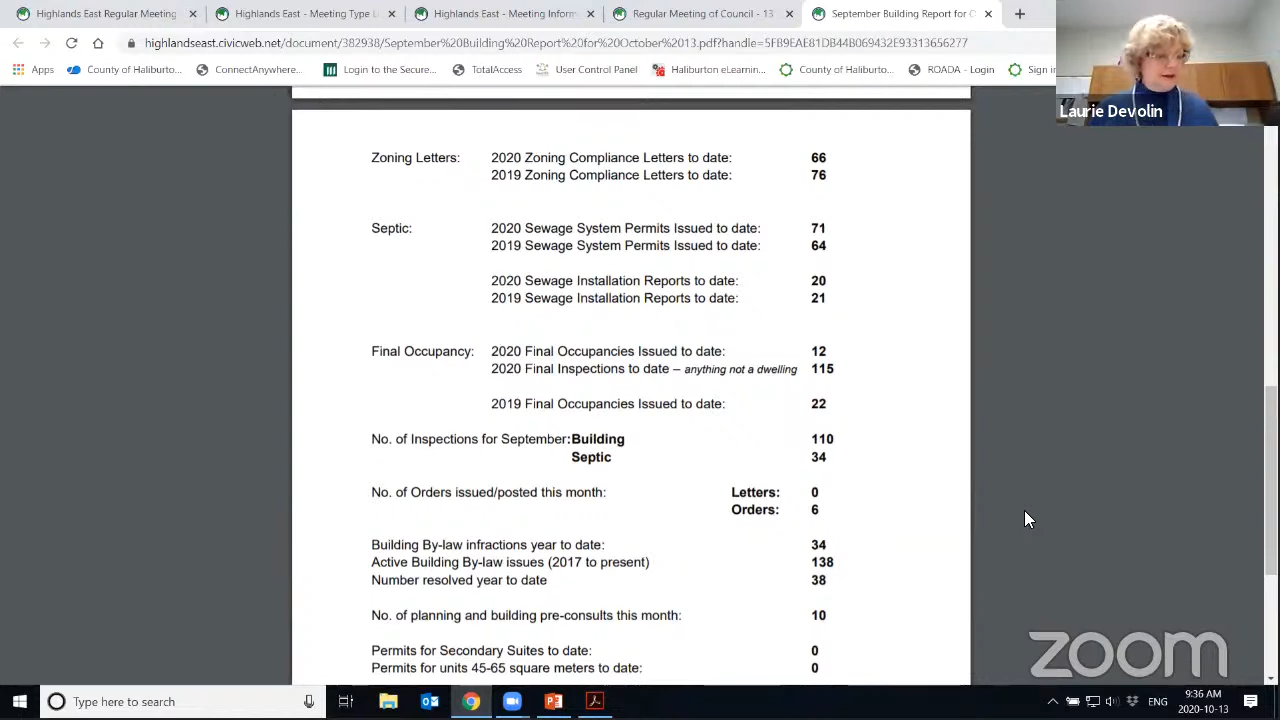 Highlands East Regular Meeting
Highlands East - Meeting Type
Highlands East - Meeting Inform
Regular Meeting of Council - 13
September Building Report for O
highlandseast.civicweb.net/document/382938/September%20Building%20Report%20for%20October%2013.pdf?handle=5FB9EAE81DB44B069432E93313656277
Apps
County of Haliburto...
ConnectAnywhere...
Login to the Secure...
TotalAccess
User Control Panel
Haliburton eLearnin...
County of Haliburto...
ROADA - Login
Sign in
Laurie Devolin
Zoning Letters: 2020 Zoning Compliance Letters to date: 66
2019 Zoning Compliance Letters to date: 76
Septic: 2020 Sewage System Permits Issued to date: 71
2019 Sewage System Permits Issued to date: 64
2020 Sewage Installation Reports to date: 20
2019 Sewage Installation Reports to date: 21
Final Occupancy: 2020 Final Occupancies Issued to date: 12
2020 Final Inspections to date – anything not a dwelling 115
2019 Final Occupancies Issued to date: 22
No. of Inspections for September: Building 110
Septic 34
No. of Orders issued/posted this month: Letters: 0
Orders: 6
Building By-law infractions year to date: 34
Active Building By-law issues (2017 to present) 138
Number resolved year to date 38
No. of planning and building pre-consults this month: 10
Permits for Secondary Suites to date: 0
Permits for units 45-65 square meters to date: 0
zoom
Type here to search
ENG
9:36 AM
2020-10-13